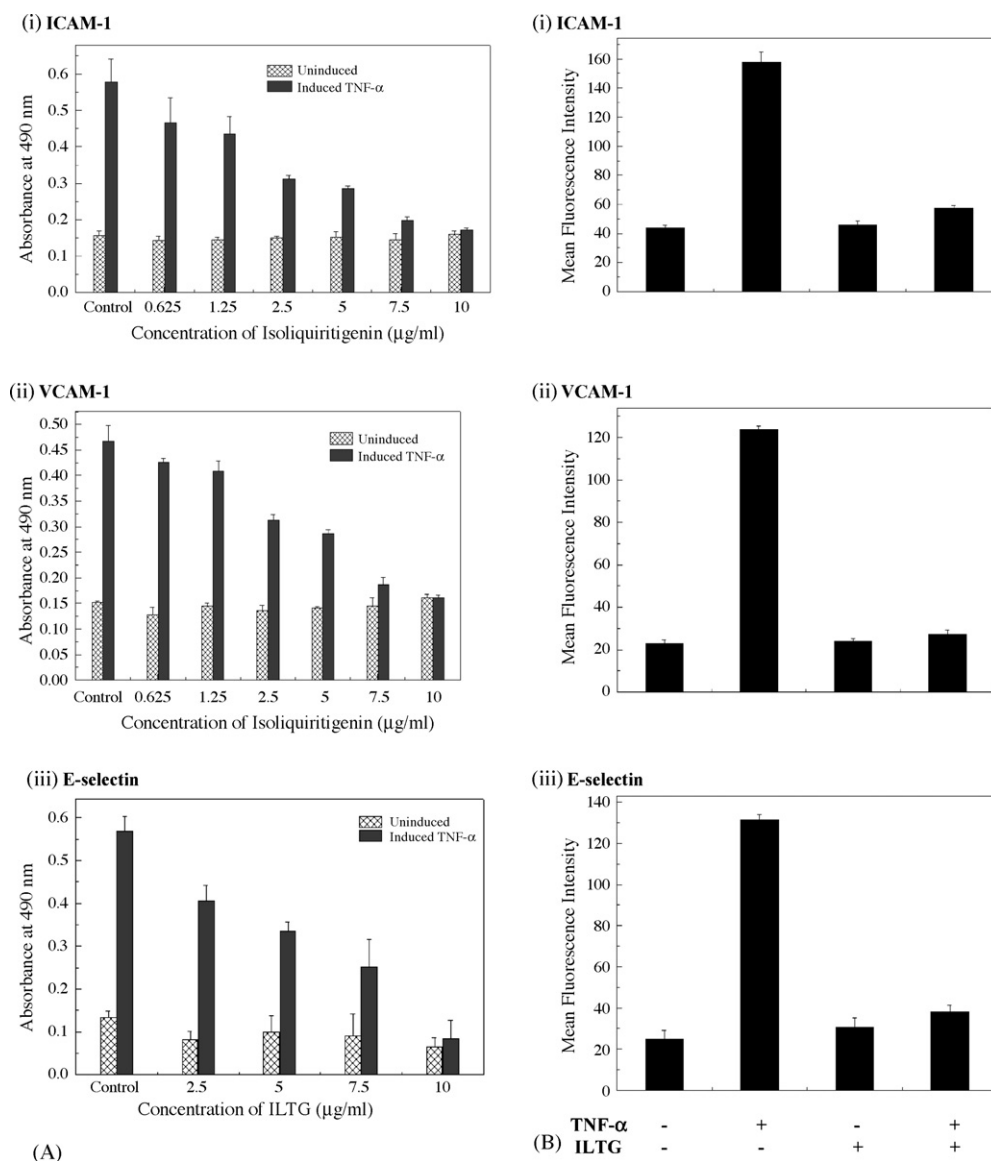 (i) ICAM-1
Uninduced
Induced TNF-α
Absorbance at 490 nm
0.6
0.5
0.4
0.3
0.2
0.1
0.0
Control 0.625 1.25 2.5 5 7.5 10
Concentration of Isoliquiritigenin (μg/ml)
(ii) VCAM-1
Uninduced
Induced TNF-α
Absorbance at 490 nm
0.50
0.45
0.40
0.35
0.30
0.25
0.20
0.15
0.10
0.05
0.00
Control 0.625 1.25 2.5 5 7.5 10
Concentration of Isoliquiritigenin (μg/ml)
(iii) E-selectin
Uninduced
Induced TNF-α
Absorbance at 490 nm
0.6
0.5
0.4
0.3
0.2
0.1
0.0
Control 2.5 5 7.5 10
Concentration of ILTG (μg/ml)
(A)
(i) ICAM-1
Mean Fluorescence Intensity
160
140
120
100
80
60
40
20
0
(ii) VCAM-1
Mean Fluorescence Intensity
120
100
80
60
40
20
0
(iii) E-selectin
Mean Fluorescence Intensity
140
120
100
80
60
40
20
0
TNF-α - + - +
(B) ILTG - - + +